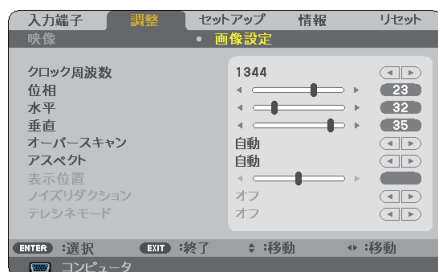 入力端子 調整 セットアップ 情報 リセット
映像 • 画像設定
クロック周波数 1344
位相 23
水平 32
垂直 35
オーバースキャン 自動
アスペクト 自動
表示位置
ノイズリダクション オフ
テレシネモード オフ
ENTER :選択 EXIT :終了 :移動 :移動
コンピュータ